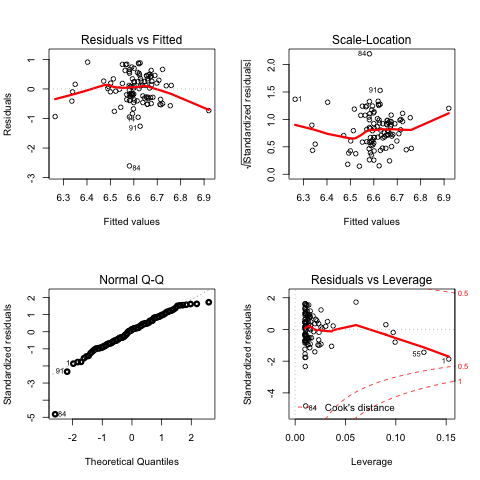 Residuals vs Fitted
Residuals
1
0
-1
-2
-3
91
91
84
6.3 6.4 6.5 6.6 6.7 6.8 6.9
Fitted values
Scale-Location
√|Standardized residuals|
2.0
1.5
1.0
0.5
0.0
84
1
91
6.3 6.4 6.5 6.6 6.7 6.8 6.9
Fitted values
Normal Q-Q
Standardized residuals
2
1
0
-1
-3
-5
1
91
84
-2 -1 0 1 2
Theoretical Quantiles
Residuals vs Leverage
Standardized residuals
2
0
-2
-4
0.5
55
1
0.5
1
84
Cook's distance
0.00 0.05 0.10 0.15
Leverage